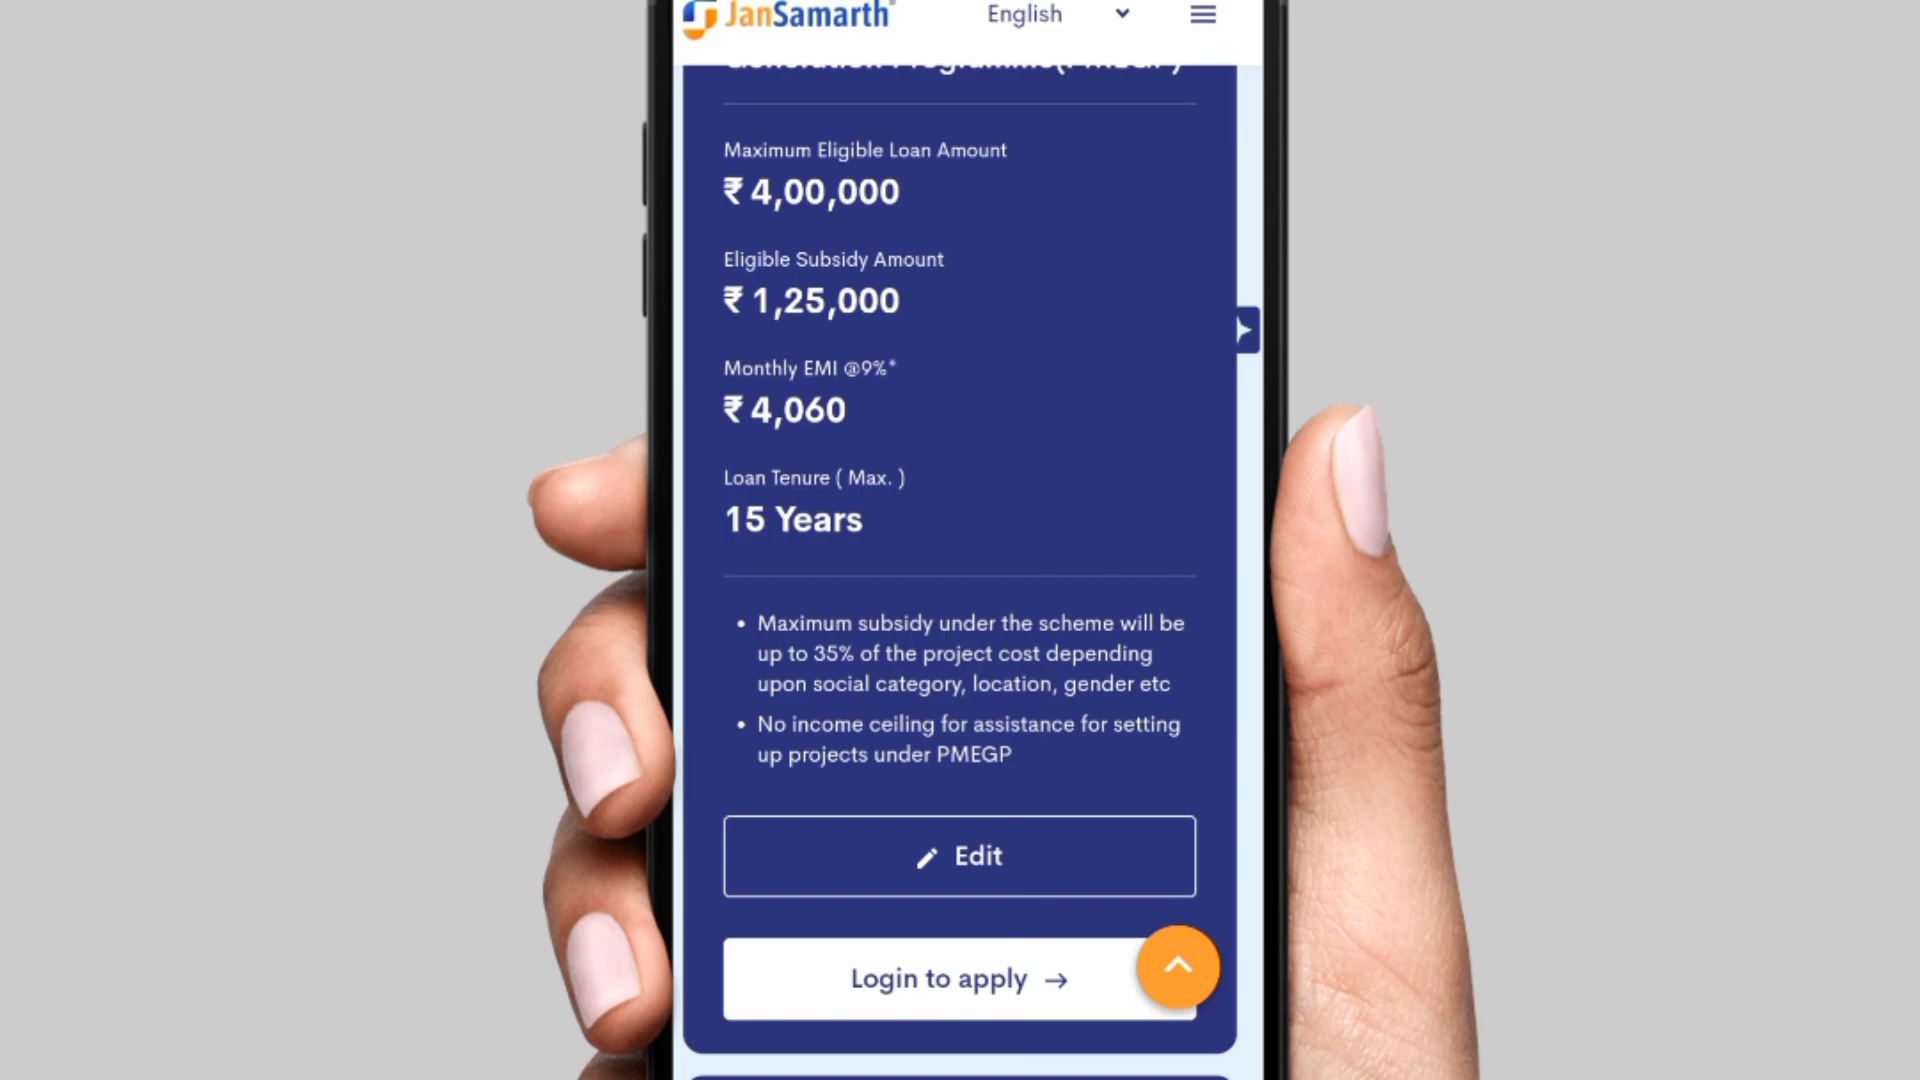 JanSamarth
English
Generation Programme(PMEGP)
Maximum Eligible Loan Amount
₹ 4,00,000
Eligible Subsidy Amount
₹ 1,25,000
Monthly EMI @9%*
₹ 4,060
Loan Tenure ( Max. )
15 Years
• Maximum subsidy under the scheme will be
up to 35% of the project cost depending
upon social category, location, gender etc
• No income ceiling for assistance for setting
up projects under PMEGP
Edit
Login to apply →